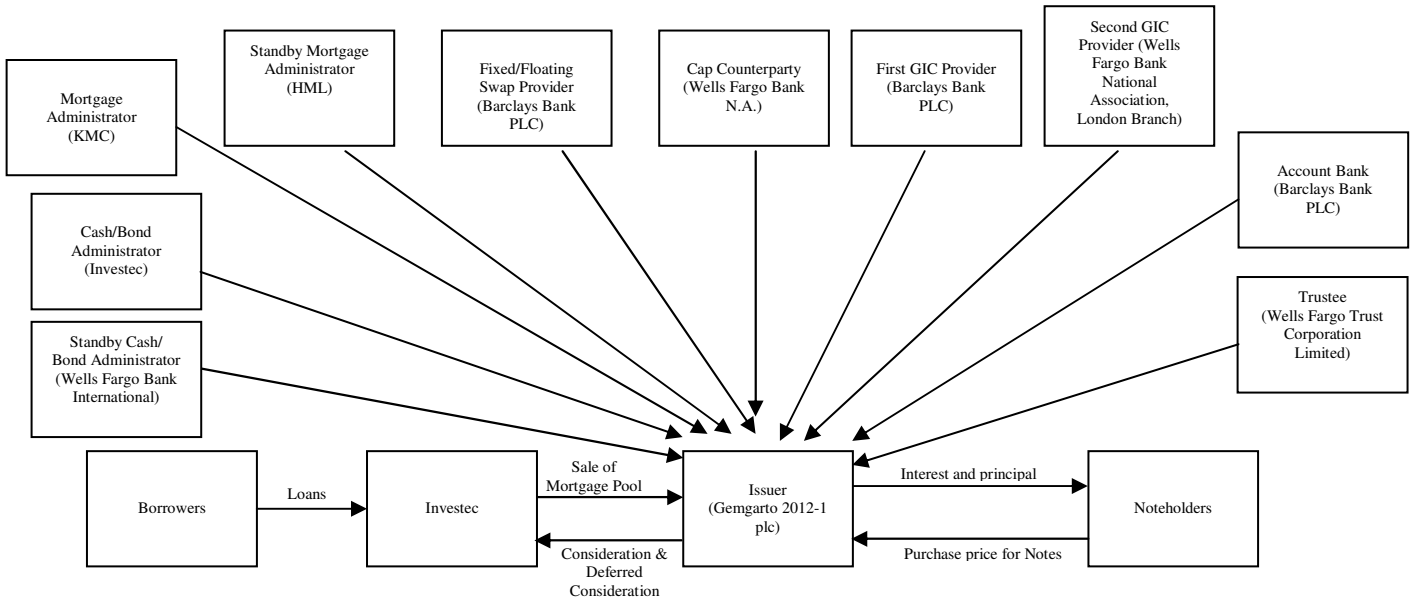 Mortgage
Administrator
(KMC)
Standby Mortgage
Administrator
(HML)
Fixed/Floating
Swap Provider
(Barclays Bank
PLC)
Cap Counterparty
(Wells Fargo Bank
N.A.)
First GIC Provider
(Barclays Bank
PLC)
Second GIC
Provider (Wells
Fargo Bank
National
Association,
London Branch)
Account Bank
(Barclays Bank
PLC)
Cash/Bond
Administrator
(Investec)
Trustee
(Wells Fargo Trust
Corporation
Limited)
Standby Cash/
Bond Administrator
(Wells Fargo Bank
International)
Borrowers
Loans
Investec
Sale of
Mortgage Pool
Consideration &
Deferred
Consideration
Issuer
(Gemgarto 2012-1
plc)
Interest and principal
Purchase price for Notes
Noteholders